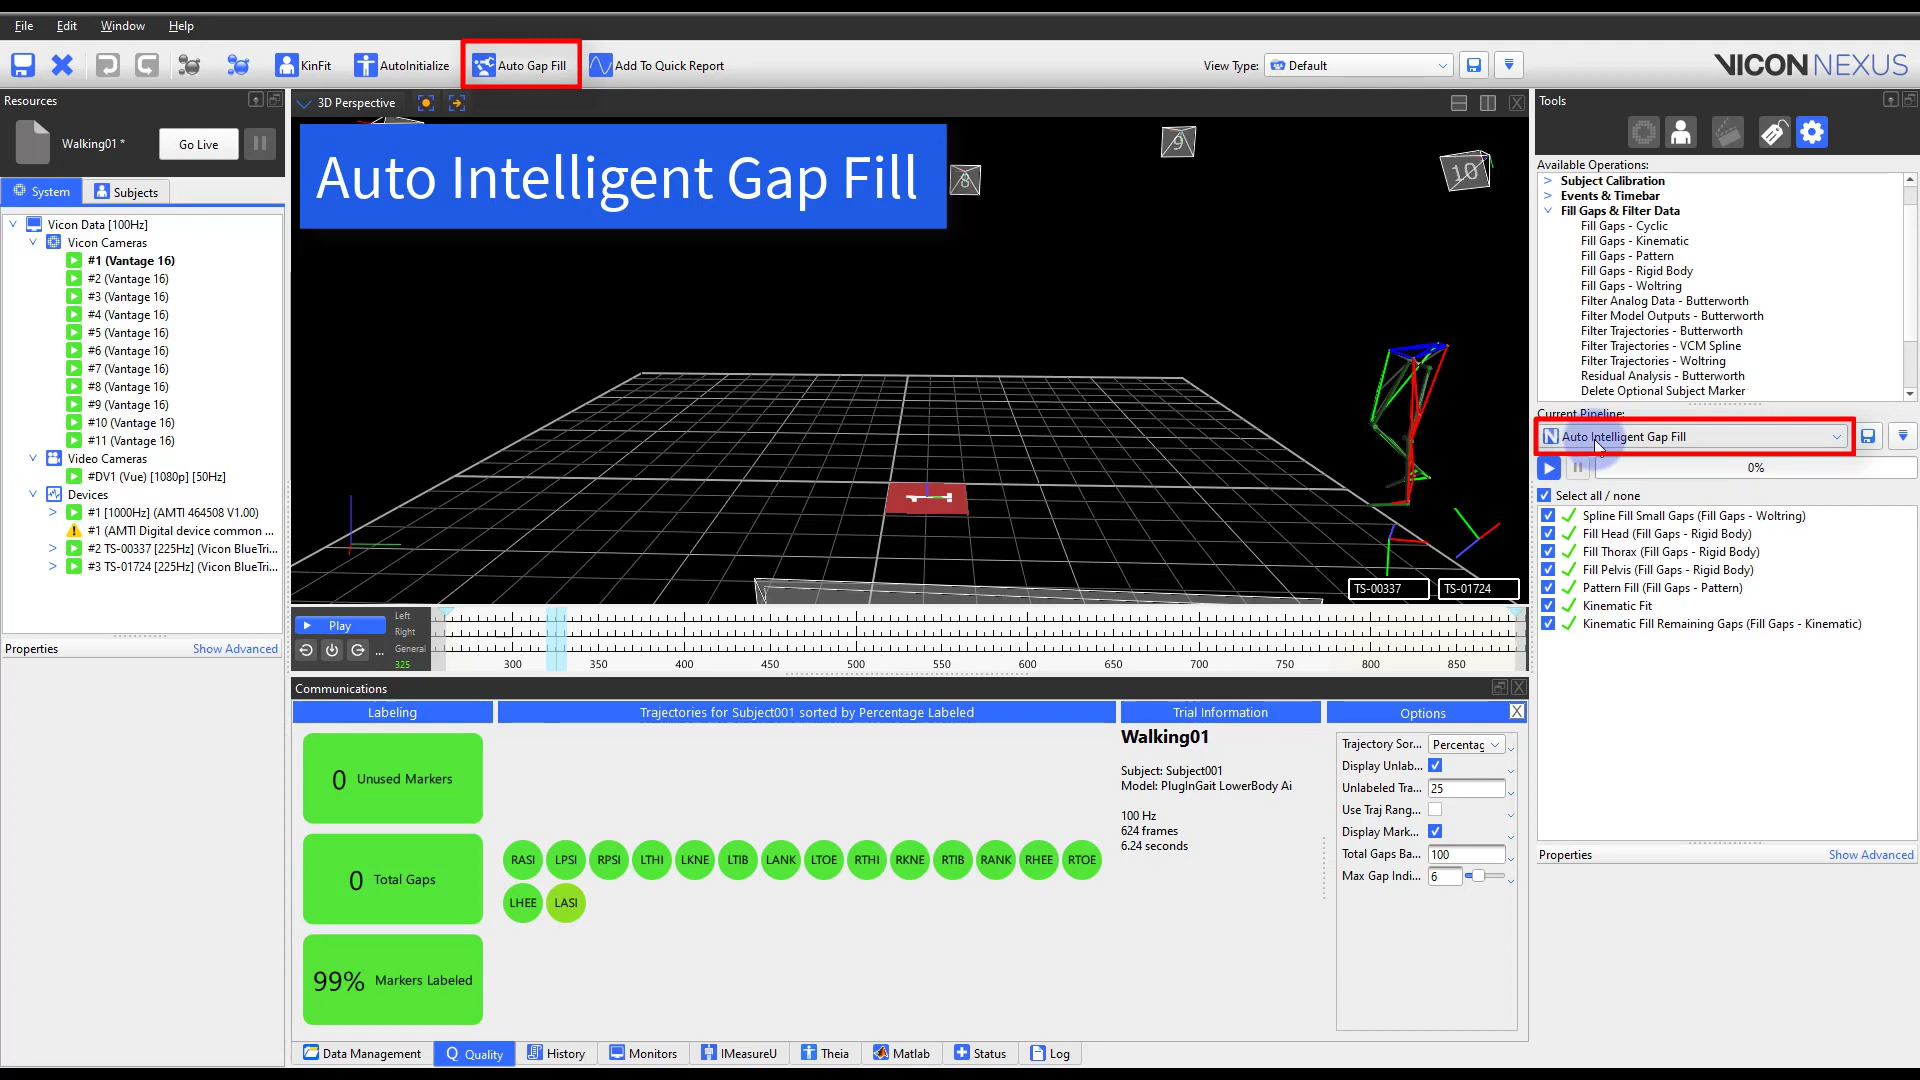 File Edit Window Help
KinFit AutoInitialize Auto Gap Fill Add To Quick Report View Type: Default VICON NEXUS
Resources
Walking01 * Go Live
System Subjects
Vicon Data [100Hz]
Vicon Cameras
#1 (Vantage 16)
#2 (Vantage 16)
#3 (Vantage 16)
#4 (Vantage 16)
#5 (Vantage 16)
#6 (Vantage 16)
#7 (Vantage 16)
#8 (Vantage 16)
#9 (Vantage 16)
#10 (Vantage 16)
#11 (Vantage 16)
Video Cameras
#DV1 (Vue) [1080p] [50Hz]
Devices
#1 [1000Hz] (AMTI 464508 V1.00)
#1 (AMTI Digital device common ...
#2 TS-00337 [225Hz] (Vicon BlueTri...
#3 TS-01724 [225Hz] (Vicon BlueTri...
Properties Show Advanced
3D Perspective
Auto Intelligent Gap Fill
8
9
10
TS-00337 TS-01724
Play
Left
Right
General
325
...
300 350 400 450 500 550 600 650 700 750 800 850
Communications
Labeling
0 Unused Markers
0 Total Gaps
99% Markers Labeled
Trajectories for Subject001 sorted by Percentage Labeled
RASI LPSI RPSI LTHI LKNE LTIB LANK LTOE RTHI RKNE RTIB RANK RHEE RTOE
LHEE LASI
Trial Information
Walking01
Subject: Subject001
Model: PlugInGait LowerBody Ai
100 Hz
624 frames
6.24 seconds
Options X
Trajectory Sor... Percentag
Display Unlab...
Unlabeled Tra... 25
Use Traj Rang...
Display Mark...
Total Gaps Ba... 100
Max Gap Indi... 6
Data Management Quality History Monitors IMeasureU Theia Matlab Status Log
Tools
Available Operations:
Subject Calibration
Events & Timebar
Fill Gaps & Filter Data
Fill Gaps - Cyclic
Fill Gaps - Kinematic
Fill Gaps - Pattern
Fill Gaps - Rigid Body
Fill Gaps - Woltring
Filter Analog Data - Butterworth
Filter Model Outputs - Butterworth
Filter Trajectories - Butterworth
Filter Trajectories - VCM Spline
Filter Trajectories - Woltring
Residual Analysis - Butterworth
Delete Optional Subject Marker
Current Pipeline:
N Auto Intelligent Gap Fill
0%
Select all / none
Spline Fill Small Gaps (Fill Gaps - Woltring)
Fill Head (Fill Gaps - Rigid Body)
Fill Thorax (Fill Gaps - Rigid Body)
Fill Pelvis (Fill Gaps - Rigid Body)
Pattern Fill (Fill Gaps - Pattern)
Kinematic Fit
Kinematic Fill Remaining Gaps (Fill Gaps - Kinematic)
Properties Show Advanced